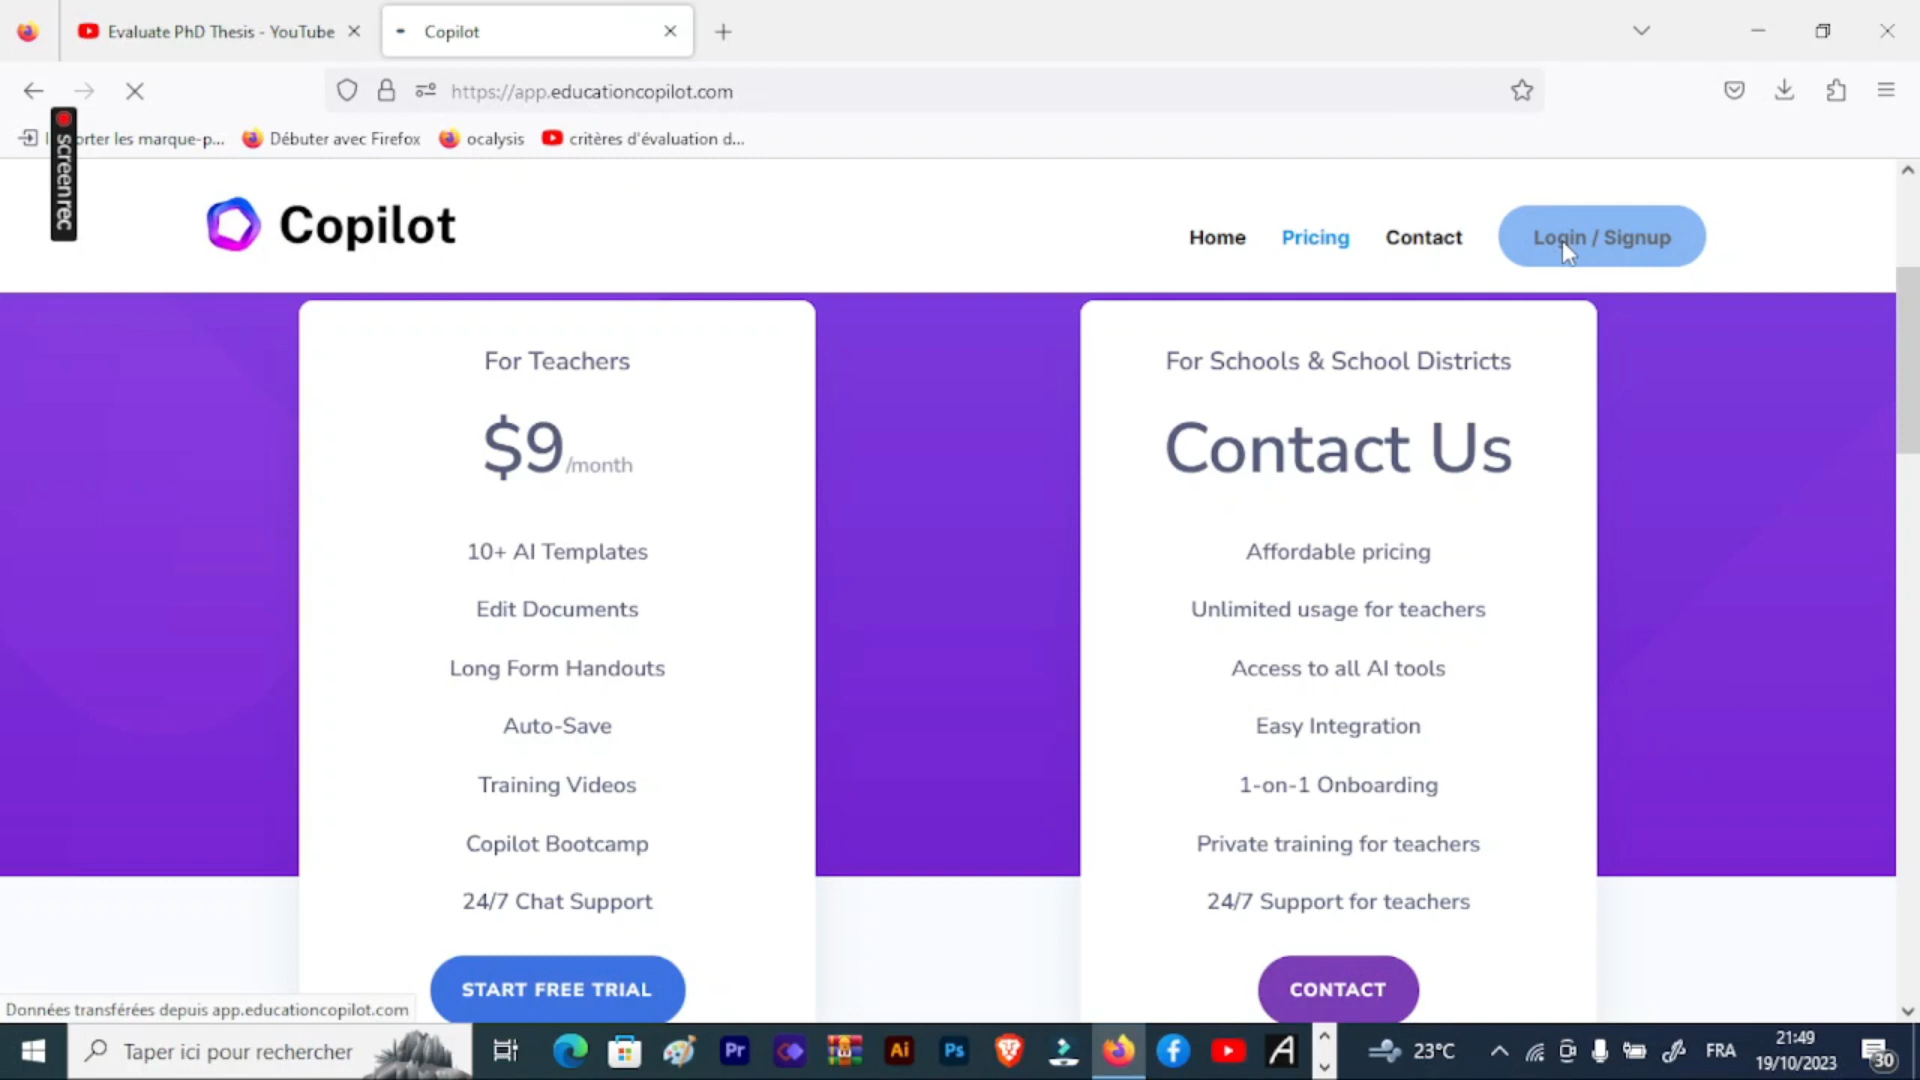 Evaluate PhD Thesis - YouTube
Copilot
https://app.educationcopilot.com
orter les marque-p...
Débuter avec Firefox
ocalysis
critères d'évaluation d...
screenrec
Copilot
Home
Pricing
Contact
Login / Signup
For Teachers
$9/month
10+ AI Templates
Edit Documents
Long Form Handouts
Auto-Save
Training Videos
Copilot Bootcamp
24/7 Chat Support
START FREE TRIAL
For Schools & School Districts
Contact Us
Affordable pricing
Unlimited usage for teachers
Access to all AI tools
Easy Integration
1-on-1 Onboarding
Private training for teachers
24/7 Support for teachers
CONTACT
Données transférées depuis app.educationcopilot.com
Taper ici pour rechercher
Pr
Ai
Ps
23°C
FRA
21:49
19/10/2023
30